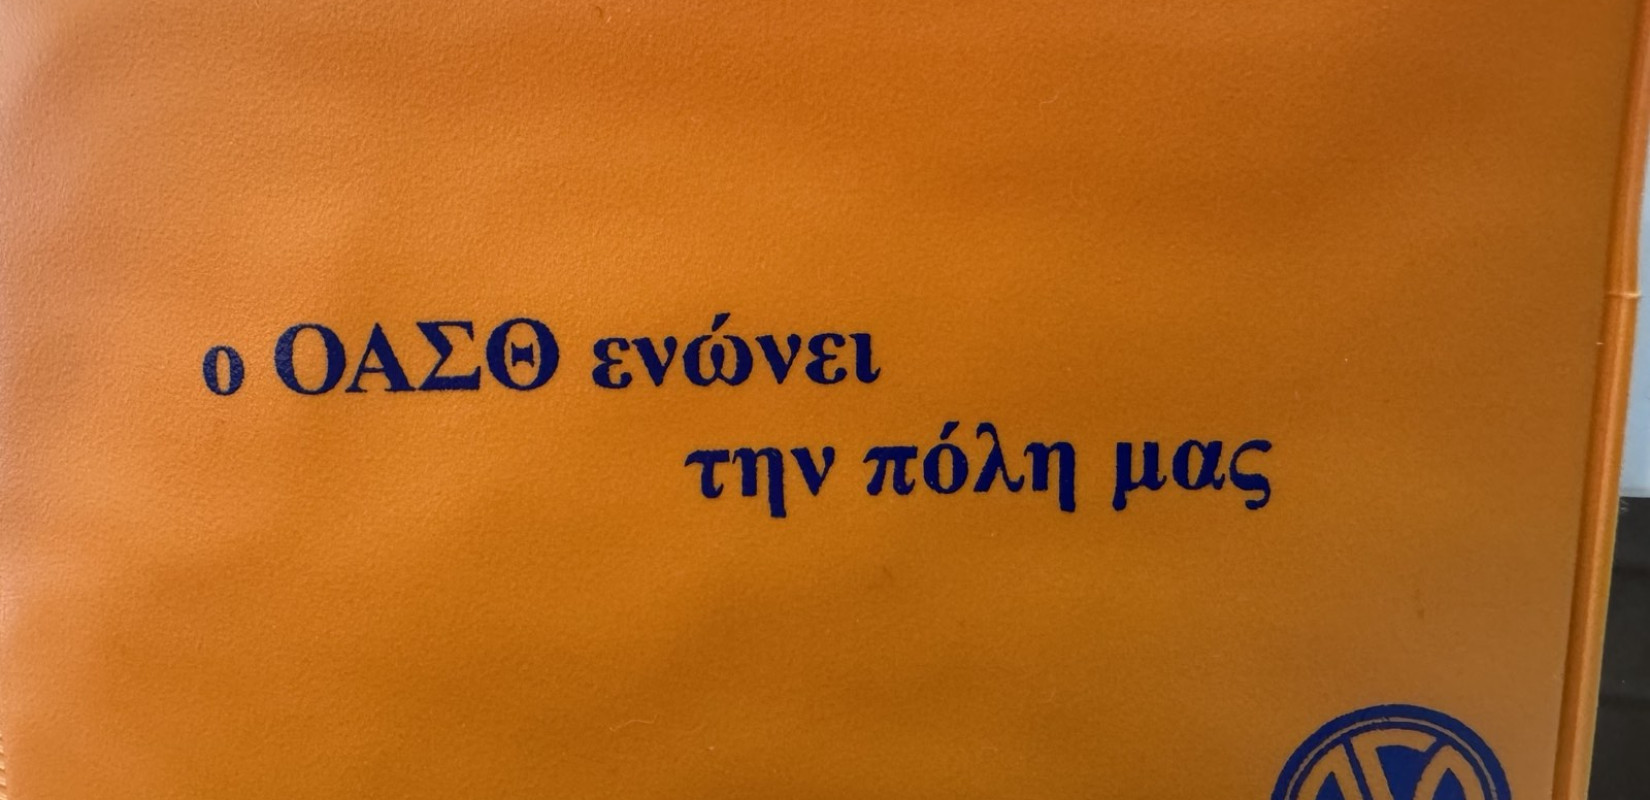 ο ΟΑΣΘ ενώνει
την πόλη μας